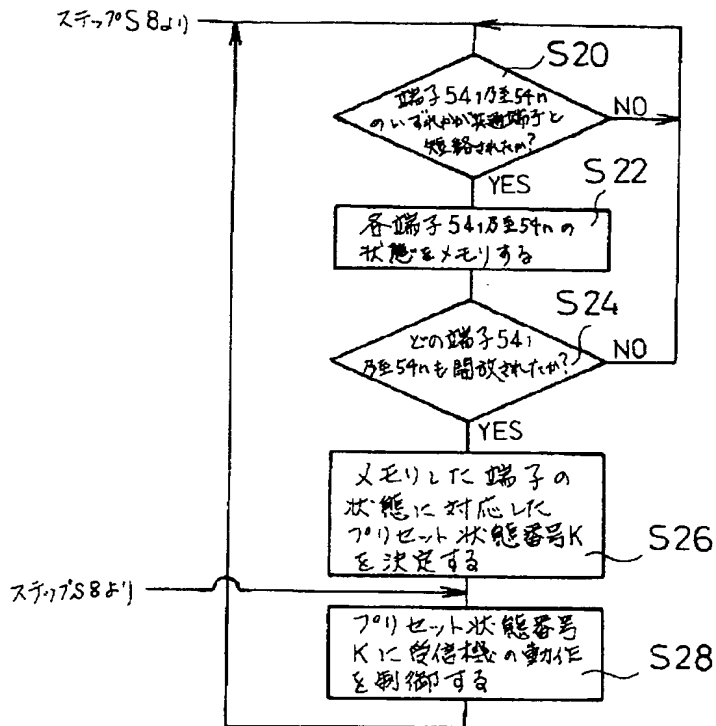 ステップS8より
S20
端子54₁乃至54n
のいずれかが共通端子と
短絡されたか?
NO
YES
S22
各端子54₁乃至54nの
状態をメモリする
S24
どの端子54₁
乃至54nも開放されたか?
NO
YES
メモリした端子の
状態に対応した
プリセット状態番号K
を決定する
S26
ステップS8より
プリセット状態番号
Kに受信機の動作
を制御する
S28